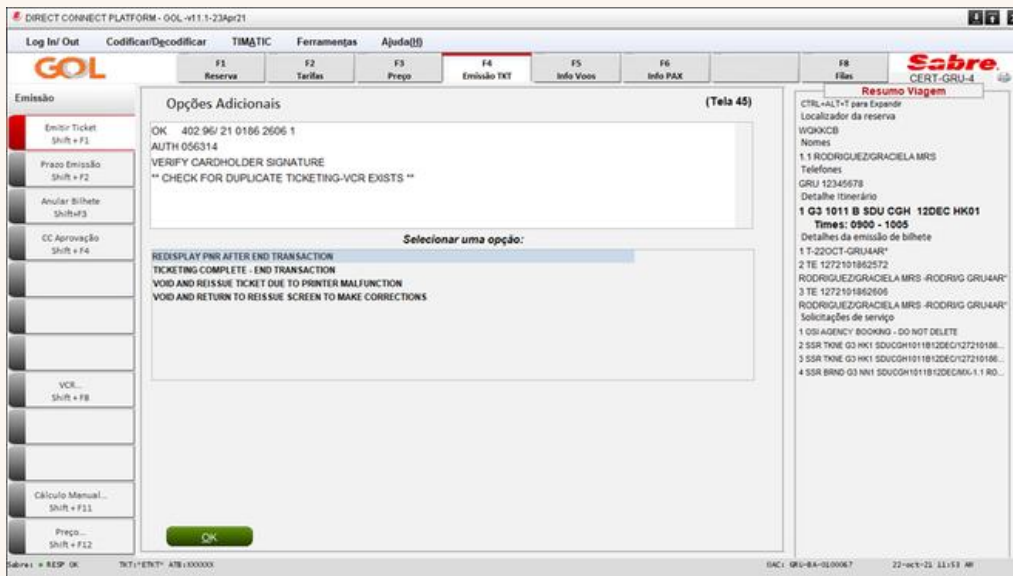 DIRECT CONNECT PLATFORM - GOL -v11.1-23Apr21
Log In/ Out Codificar/Decodificar TIMATIC Ferramentas Ajuda(H)
GOL
F1 Reserva
F2 Tarifas
F3 Preço
F4 Emissão TKT
F5 Info Voos
F6 Info PAX
F8 Filas
Sabre
CERT-GRU-4
Emissão
Emitir Ticket
Shift + F1
Prazo Emissão
Shift + F2
Anular Bilhete
Shift+F3
CC Aprovação
Shift + F4
VCR...
Shift + F8
Cálculo Manual...
Shift + F11
Preço...
Shift + F12
Opções Adicionais (Tela 45)
OK 402.96/ 21 0186 2606 1
AUTH 056314
VERIFY CARDHOLDER SIGNATURE
** CHECK FOR DUPLICATE TICKETING-VCR EXISTS **
Selecionar uma opção:
REDISPLAY PNR AFTER END TRANSACTION
TICKETING COMPLETE - END TRANSACTION
VOID AND REISSUE TICKET DUE TO PRINTER MALFUNCTION
VOID AND RETURN TO REISSUE SCREEN TO MAKE CORRECTIONS
OK
Resumo Viagem
CTRL+ALT+T para Expandir
Localizador da reserva
WQKKCB
Nomes
1.1 RODRIGUEZ/GRACIELA MRS
Telefones
GRU 12345678
Detalhe Itinerário
1 G3 1011 B SDU CGH 12DEC HK01
Times: 0900 - 1005
Detalhes da emissão de bilhete
1 T-22OCT-GRU4AR*
2 TE 1272101862572
RODRIGUEZ/GRACIELA MRS -RODRI/G GRU4AR*
3 TE 1272101862606
RODRIGUEZ/GRACIELA MRS -RODRI/G GRU4AR*
Solicitações de serviço
1 OSI AGENCY BOOKING - DO NOT DELETE
2 SSR TKNE G3 HK1 SDUCGH1011B12DEC/127210186...
3 SSR TKNE G3 HK1 SDUCGH1011B12DEC/127210186...
4 SSR BRND G3 NN1 SDUCGH1011B12DEC/MX-1.1 RO...
Sabre: * RESP OK TKT:*ETKT* ATB:XXXXXX 22-oct-21 11:53 AM